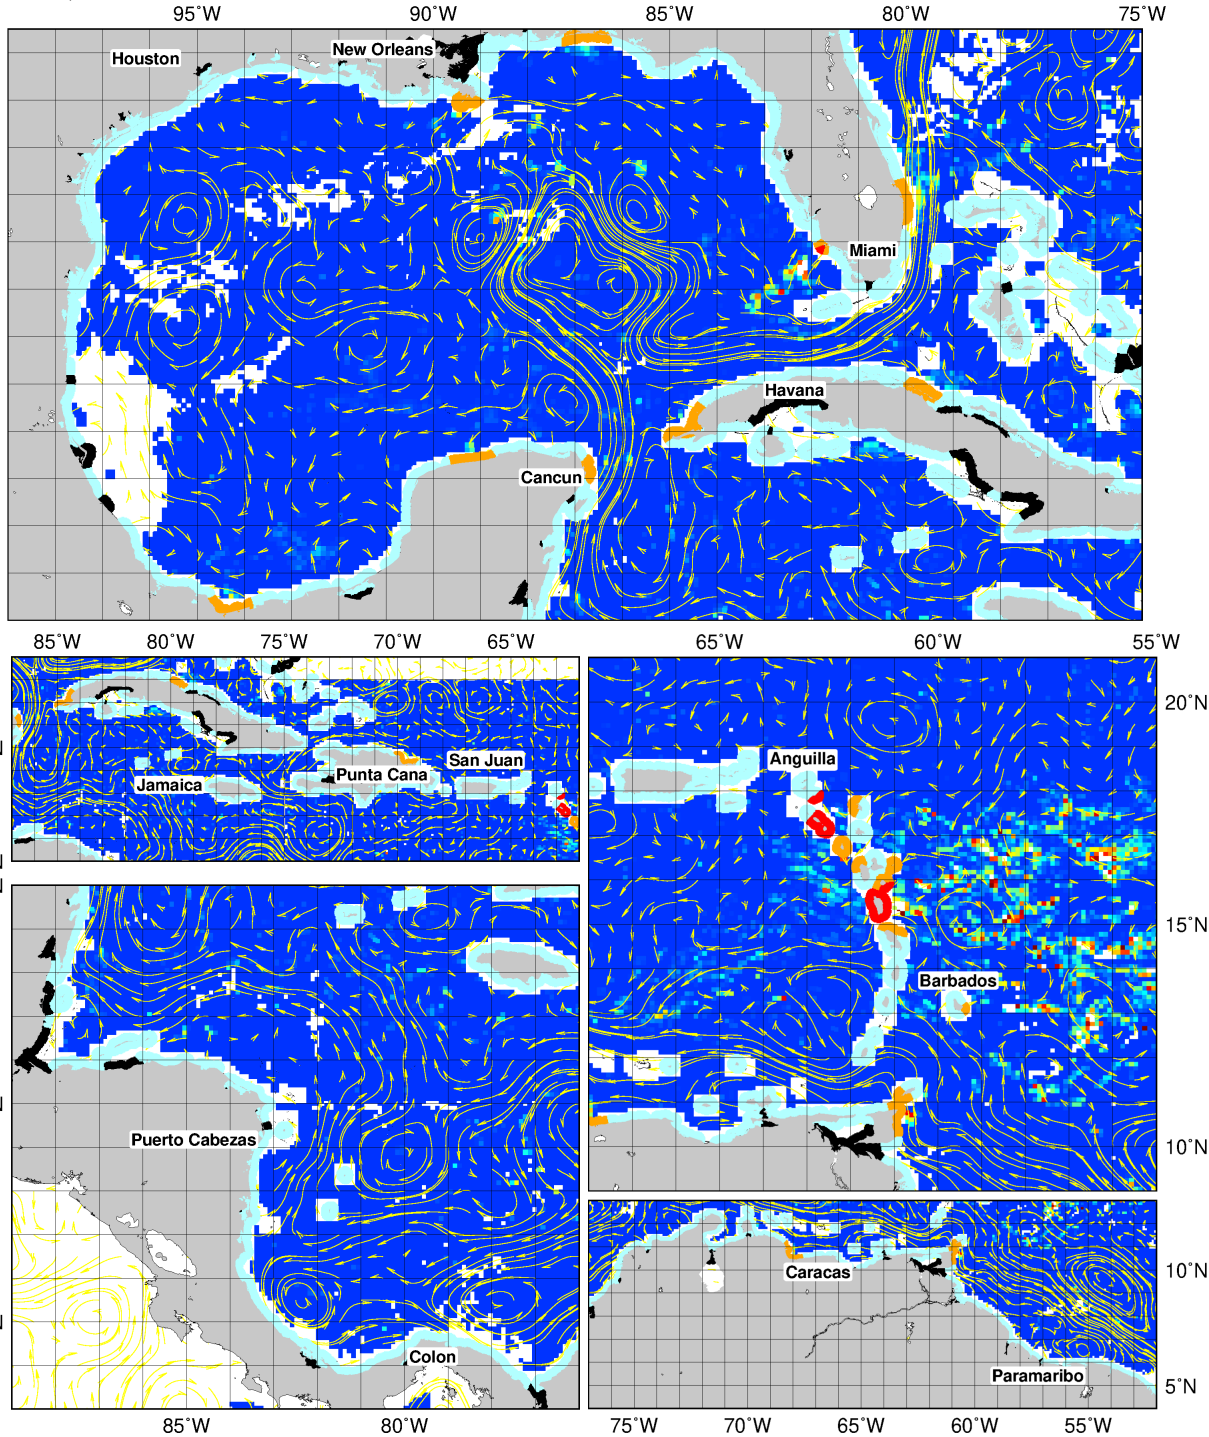 95°W 90°W 85°W 80°W 75°W
New Orleans
Houston
Miami
Havana
Cancun
85°W 80°W 75°W 70°W 65°W 65°W 60°W 55°W
20°N
San Juan
Anguilla
Punta Cana
Jamaica
15°N
Barbados
Puerto Cabezas
10°N
Caracas
10°N
Colon
Paramaribo
5°N
85°W 80°W 75°W 70°W 65°W 60°W 55°W